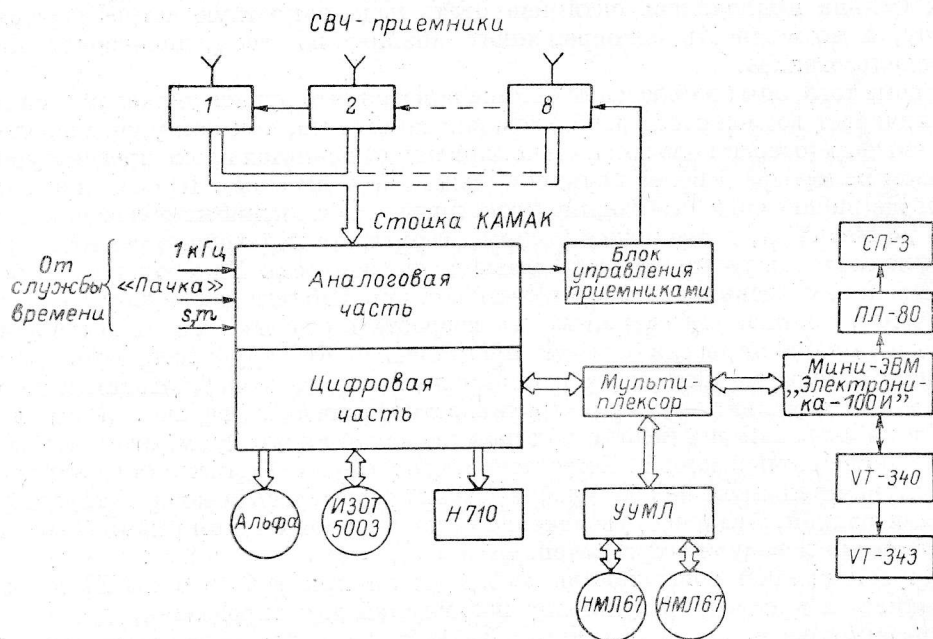 СВЧ-приемники
1
2
8
Стойка КАМАК
От
службы
времени
1кГц
«Пачка»
s,m
Аналоговая
часть
Блок
управления
приемниками
СП-3
ПЛ-80
Цифровая
часть
Мульти-
плексор
Мини-ЭВМ
„Электрони-
ка-100И"
Альфа
ИЗОТ
5003
Н710
УУМЛ
VT-340
VT-343
НМЛ67
НМЛ67